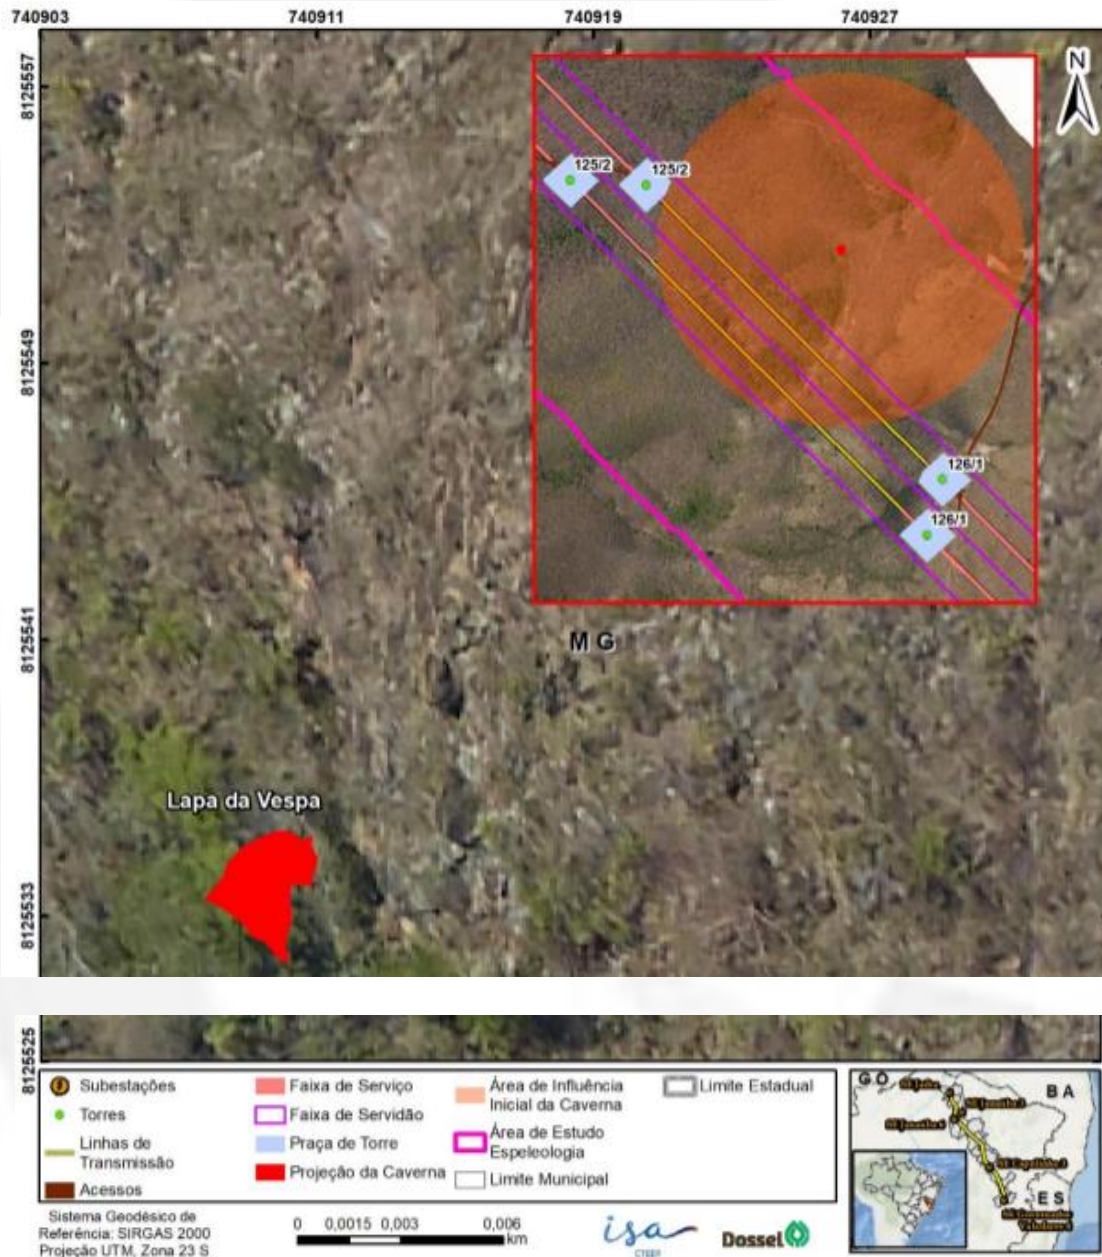 740903
740911
740919
740927
8125557
N
125/2
125/2
8125549
126/1
126/1
8125541
M G
Lapa da Vespa
8125533
8125525
Subestações
Torres
Linhas de
Transmissão
Acessos
Faixa de Serviço
Faixa de Servidão
Praça de Torre
Projeção da Caverna
Área de Influência
Inicial da Caverna
Área de Estudo
Espeleologia
Limite Municipal
Limite Estadual
G O
B A
E S
Sistema Geodésico de
Referência: SIRGAS 2000
Projeção UTM, Zona 23 S
0 0,0015 0,003 0,006
km
isa
CTEEP
Dossel